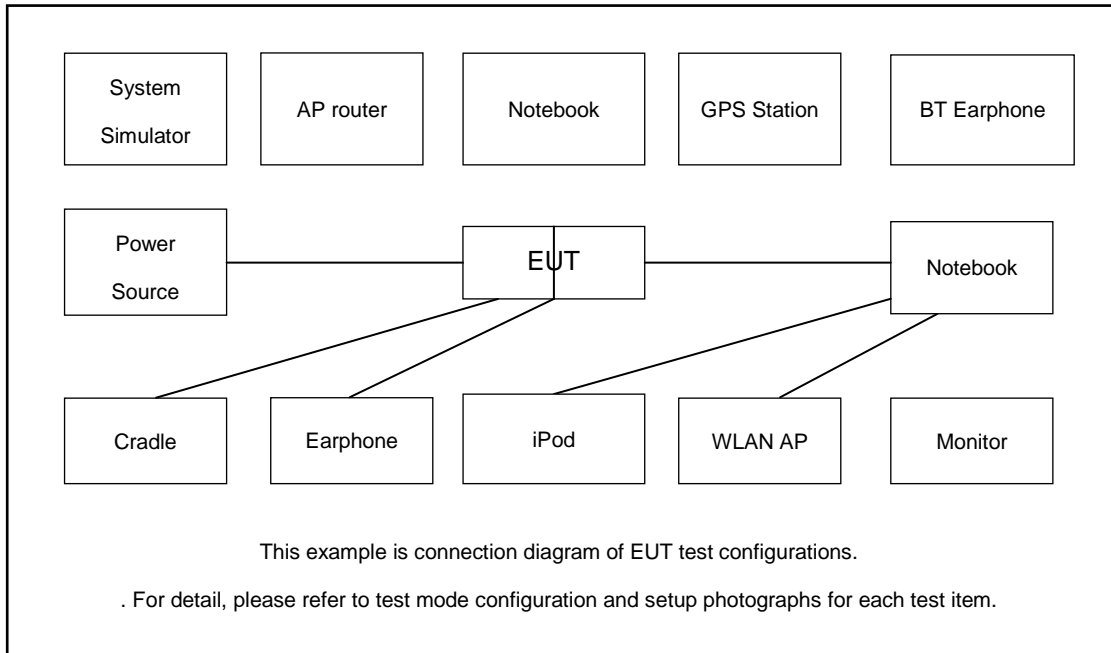 System
Simulator
AP router
Notebook
GPS Station
BT Earphone
Power
Source
EUT
Notebook
Cradle
Earphone
iPod
WLAN AP
Monitor
This example is connection diagram of EUT test configurations.
. For detail, please refer to test mode configuration and setup photographs for each test item.